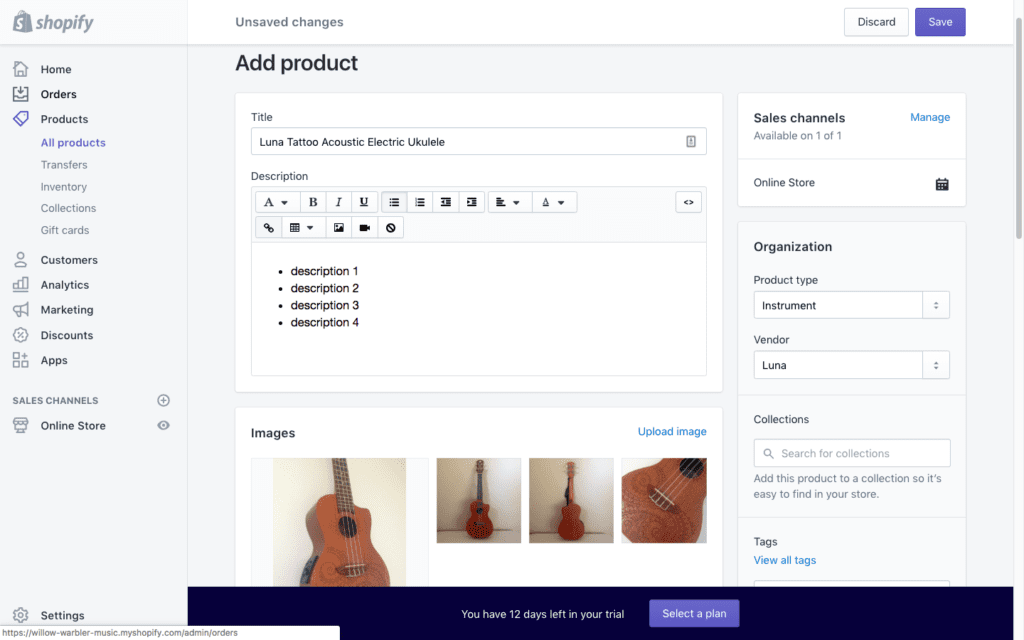 shopify
Unsaved changes
Discard
Save
Home
Orders
Products
All products
Transfers
Inventory
Collections
Gift cards
Customers
Analytics
Marketing
Discounts
Apps
SALES CHANNELS
Online Store
Settings
https://willow-warbler-music.myshopify.com/admin/orders
Add product
Title
Luna Tattoo Acoustic Electric Ukulele
Description
A B I U A <>
• description 1
• description 2
• description 3
• description 4
Images
Upload image
Sales channels
Manage
Available on 1 of 1
Online Store
Organization
Product type
Instrument
Vendor
Luna
Collections
Search for collections
Add this product to a collection so it's
easy to find in your store.
Tags
View all tags
You have 12 days left in your trial
Select a plan